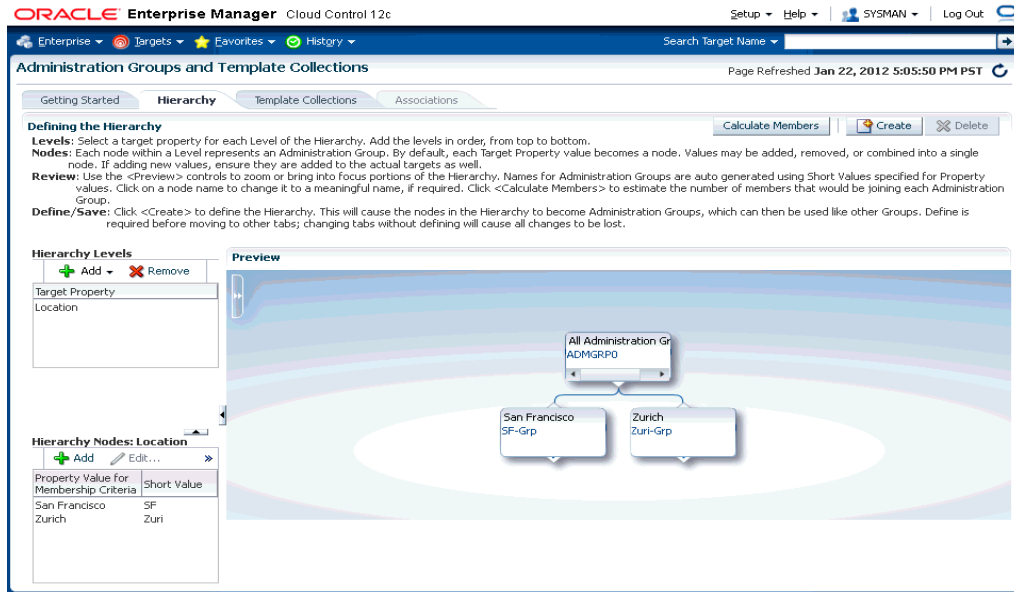 ORACLE Enterprise Manager Cloud Control 12c
Setup Help SYSMAN Log Out
Enterprise Targets Favorites History Search Target Name
Administration Groups and Template Collections
Page Refreshed Jan 22, 2012 5:05:50 PM PST
Getting Started Hierarchy Template Collections Associations
Defining the Hierarchy
Calculate Members Create Delete
Levels: Select a target property for each Level of the Hierarchy. Add the levels in order, from top to bottom.
Nodes: Each node within a Level represents an Administration Group. By default, each Target Property value becomes a node. Values may be added, removed, or combined into a single
node. If adding new values, ensure they are added to the actual targets as well.
Review: Use the <Preview> controls to zoom or bring into focus portions of the Hierarchy. Names for Administration Groups are auto generated using Short Values specified for Property
values. Click on a node name to change it to a meaningful name, if required. Click <Calculate Members> to estimate the number of members that would be joining each Administration
Group.
Define/Save: Click <Create> to define the Hierarchy. This will cause the nodes in the Hierarchy to become Administration Groups, which can then be used like other Groups. Define is
required before moving to other tabs; changing tabs without defining will cause all changes to be lost.
Hierarchy Levels
Add Remove
Target Property
Location
Preview
All Administration Gr
ADMGRP0
San Francisco
SF-Grp
Zurich
Zuri-Grp
Hierarchy Nodes: Location
Add Edit... »
Property Value for
Membership Criteria
Short Value
San Francisco SF
Zurich Zuri